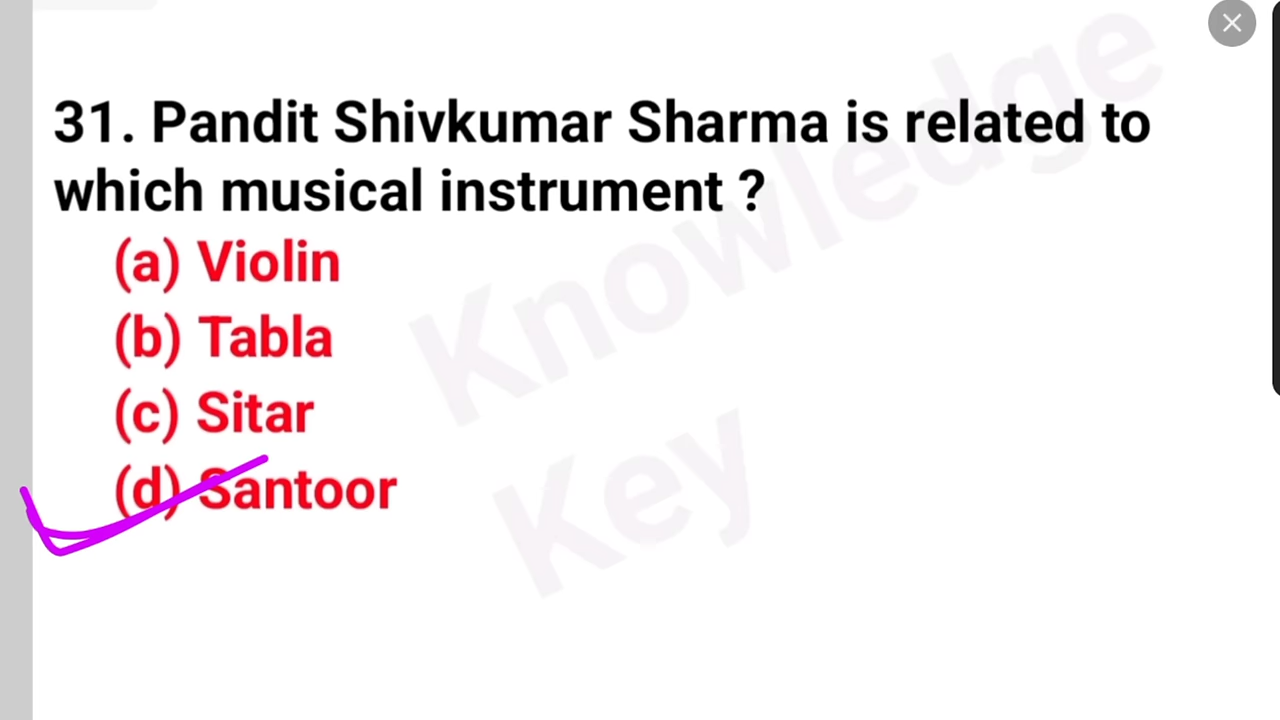 31. Pandit Shivkumar Sharma is related to
which musical instrument ?
(a) Violin
(b) Tabla
(c) Sitar
(d) Santoor
Knowledge
Key